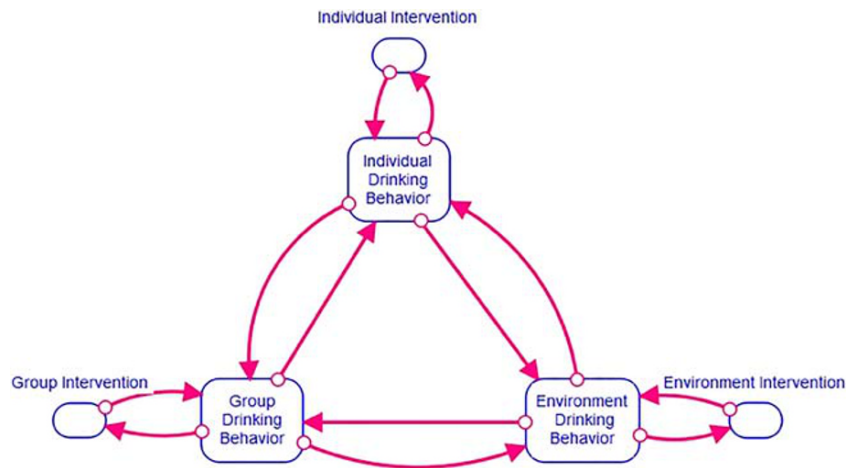 Individual Intervention
Individual
Drinking
Behavior
Group Intervention
Group
Drinking
Behavior
Environment
Drinking
Behavior
Environment Intervention